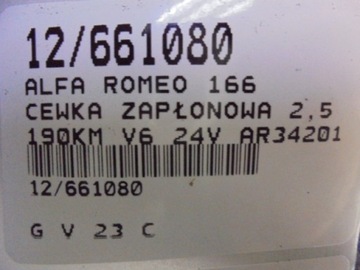 12/661080
ALFA ROMEO 166
CEWKA ZAPŁONOWA 2,5
190KM V6 24V AR34201
12/661080
G V 23 C